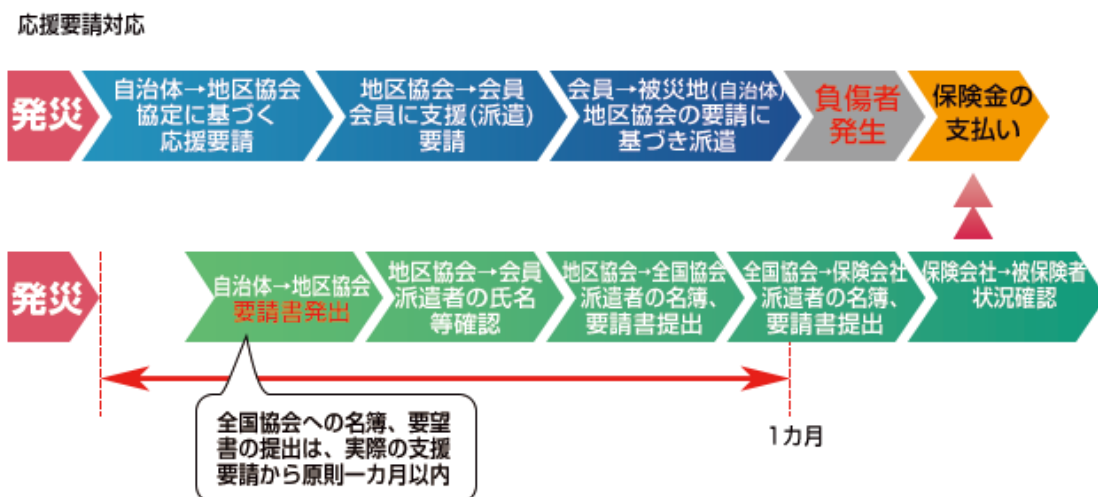 応援要請対応
発災
自治体→地区協会
協定に基づく
応援要請
地区協会→会員
会員に支援(派遣)
要請
会員→被災地(自治体)
地区協会の要請に
基づき派遣
負傷者
発生
保険金の
支払い
発災
自治体→地区協会
要請書発出
地区協会→会員
派遣者の氏名
等確認
地区協会→全国協会
派遣者の名簿、
要請書提出
全国協会→保険会社
派遣者の名簿、
要請書提出
保険会社→被保険者
状況確認
全国協会への名簿、要望
書の提出は、実際の支援
要請から原則一カ月以内
1カ月